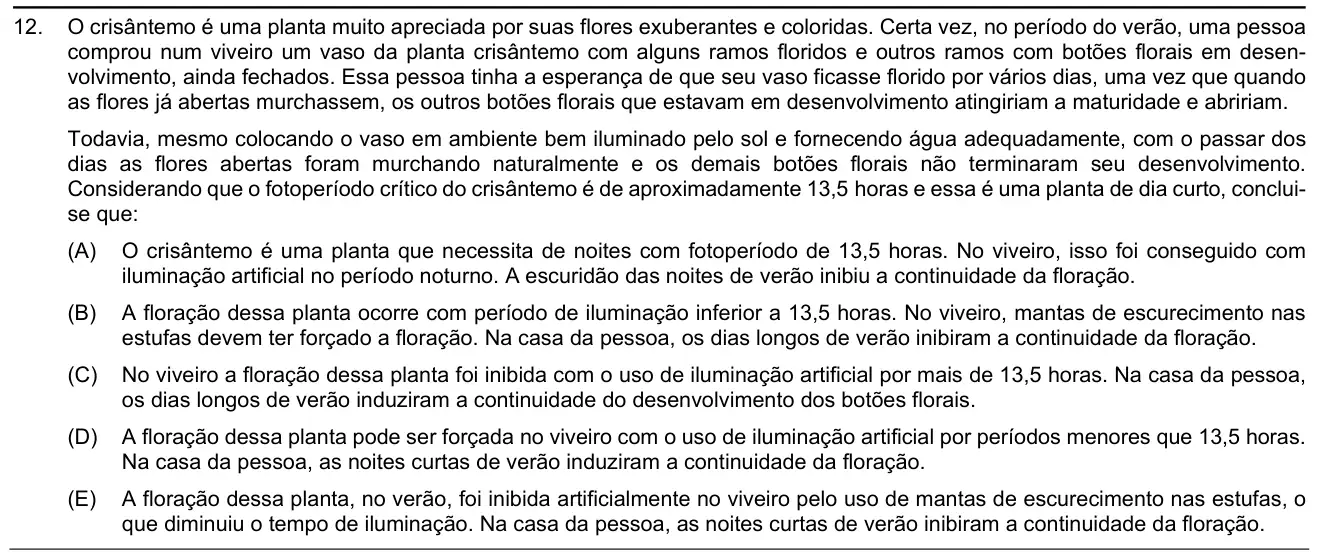 12. O crisântemo é uma planta muito apreciada por suas flores exuberantes e coloridas. Certa vez, no período do verão, uma pessoa
comprou num viveiro um vaso da planta crisântemo com alguns ramos floridos e outros ramos com botões florais em desen-
volvimento, ainda fechados. Essa pessoa tinha a esperança de que seu vaso ficasse florido por vários dias, uma vez que quando
as flores já abertas murchassem, os outros botões florais que estavam em desenvolvimento atingiriam a maturidade e abririam.
Todavia, mesmo colocando o vaso em ambiente bem iluminado pelo sol e fornecendo água adequadamente, com o passar dos
dias as flores abertas foram murchando naturalmente e os demais botões florais não terminaram seu desenvolvimento.
Considerando que o fotoperíodo crítico do crisântemo é de aproximadamente 13,5 horas e essa é uma planta de dia curto, conclui-
se que:
(A) O crisântemo é uma planta que necessita de noites com fotoperíodo de 13,5 horas. No viveiro, isso foi conseguido com
iluminação artificial no período noturno. A escuridão das noites de verão inibiu a continuidade da floração.
(B) A floração dessa planta ocorre com período de iluminação inferior a 13,5 horas. No viveiro, mantas de escurecimento nas
estufas devem ter forçado a floração. Na casa da pessoa, os dias longos de verão inibiram a continuidade da floração.
(C) No viveiro a floração dessa planta foi inibida com o uso de iluminação artificial por mais de 13,5 horas. Na casa da pessoa,
os dias longos de verão induziram a continuidade do desenvolvimento dos botões florais.
(D) A floração dessa planta pode ser forçada no viveiro com o uso de iluminação artificial por períodos menores que 13,5 horas.
Na casa da pessoa, as noites curtas de verão induziram a continuidade da floração.
(E) A floração dessa planta, no verão, foi inibida artificialmente no viveiro pelo uso de mantas de escurecimento nas estufas, o
que diminuiu o tempo de iluminação. Na casa da pessoa, as noites curtas de verão inibiram a continuidade da floração.